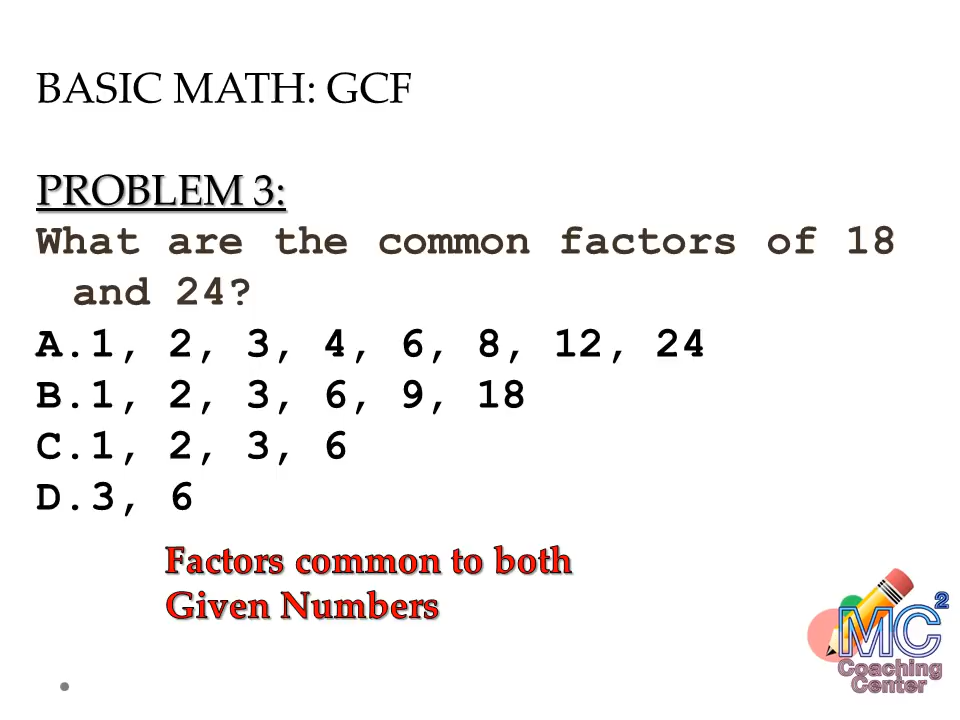 BASIC MATH: GCF
PROBLEM 3:
What are the common factors of 18
and 24?
A.1, 2, 3, 4, 6, 8, 12, 24
B.1, 2, 3, 6, 9, 18
C.1, 2, 3, 6
D.3, 6
Factors common to both
Given Numbers
MC2
Coaching
Center